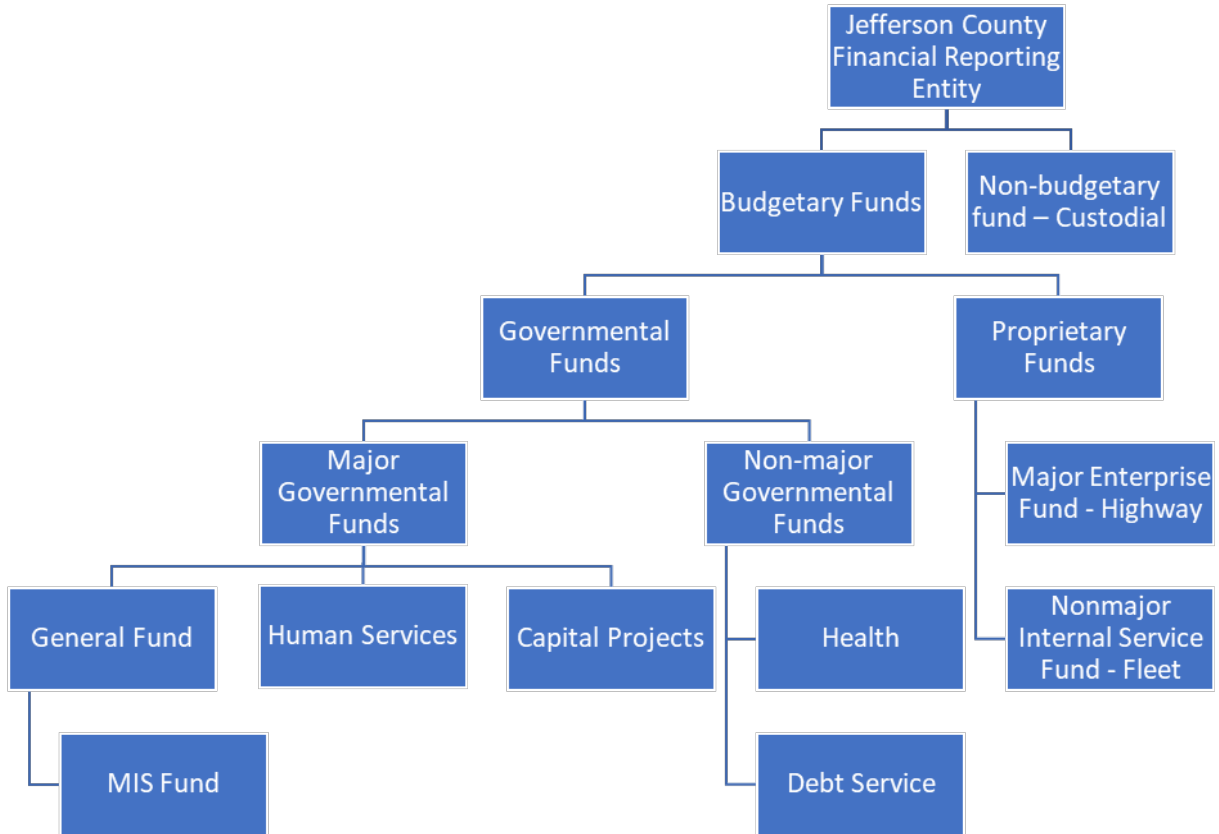 Jefferson County
Financial Reporting
Entity
Budgetary Funds
Non-budgetary
fund – Custodial
Governmental
Funds
Proprietary
Funds
Major
Governmental
Funds
Non-major
Governmental
Funds
Major Enterprise
Fund - Highway
General Fund
Human Services
Capital Projects
Health
Nonmajor
Internal Service
Fund - Fleet
MIS Fund
Debt Service